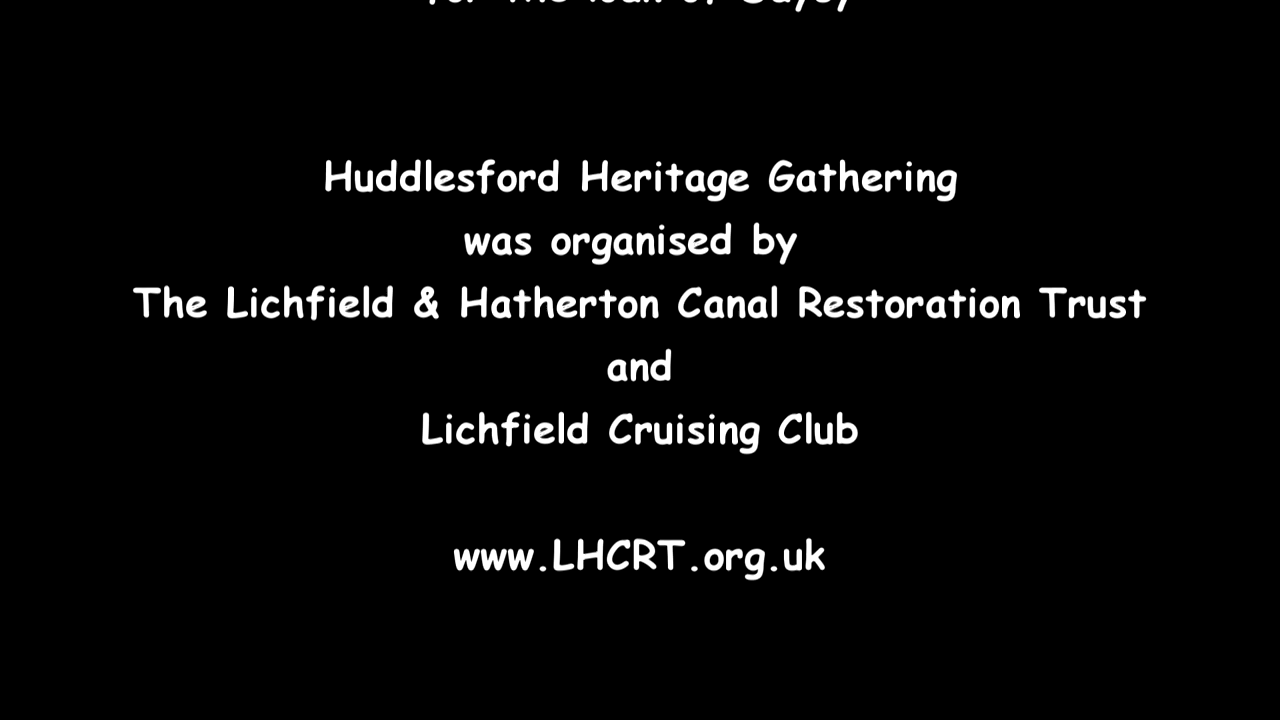 Huddlesford Heritage Gathering
was organised by
The Lichfield & Hatherton Canal Restoration Trust
and
Lichfield Cruising Club
www.LHCRT.org.uk